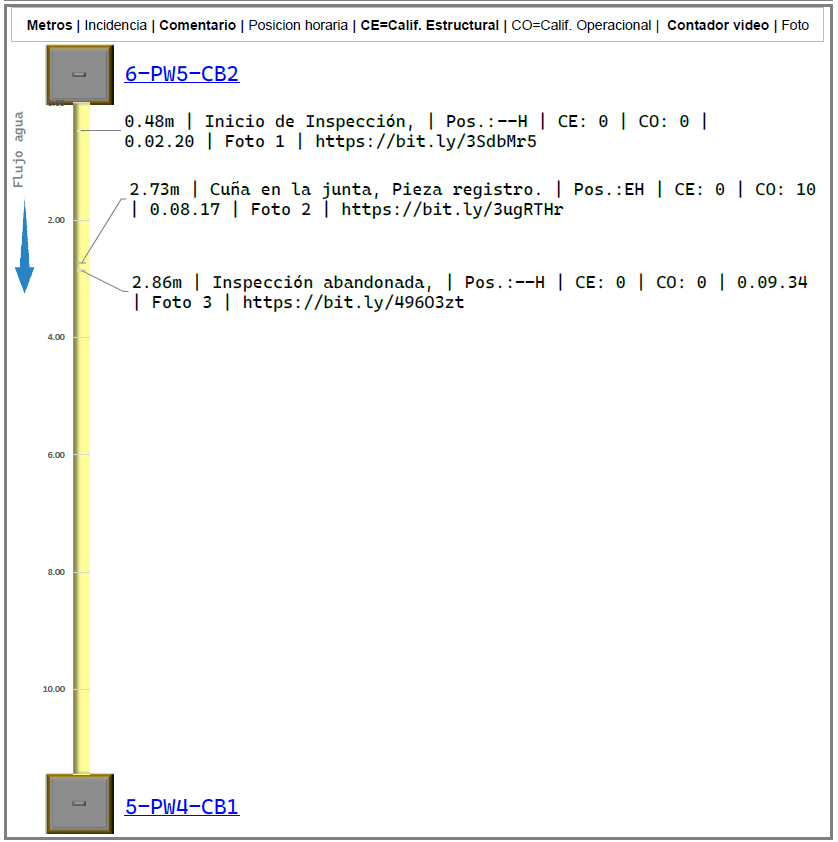 Metros | Incidencia | Comentario | Posicion horaria | CE=Calif. Estructural | CO=Calif. Operacional | Contador video | Foto
6-PW5-CB2
0.48m | Inicio de Inspección, | Pos.:--H | CE: 0 | CO: 0 |
0.02.20 | Foto 1 | https://bit.ly/3SdbMr5
Flujo agua
2.73m | Cuña en la junta, Pieza registro. | Pos.:EH | CE: 0 | CO: 10
| 0.08.17 | Foto 2 | https://bit.ly/3ugRTHr
2.00
2.86m | Inspección abandonada, | Pos.:--H | CE: 0 | CO: 0 | 0.09.34
| Foto 3 | https://bit.ly/496O3zt
4.00
6.00
8.00
10.00
5-PW4-CB1